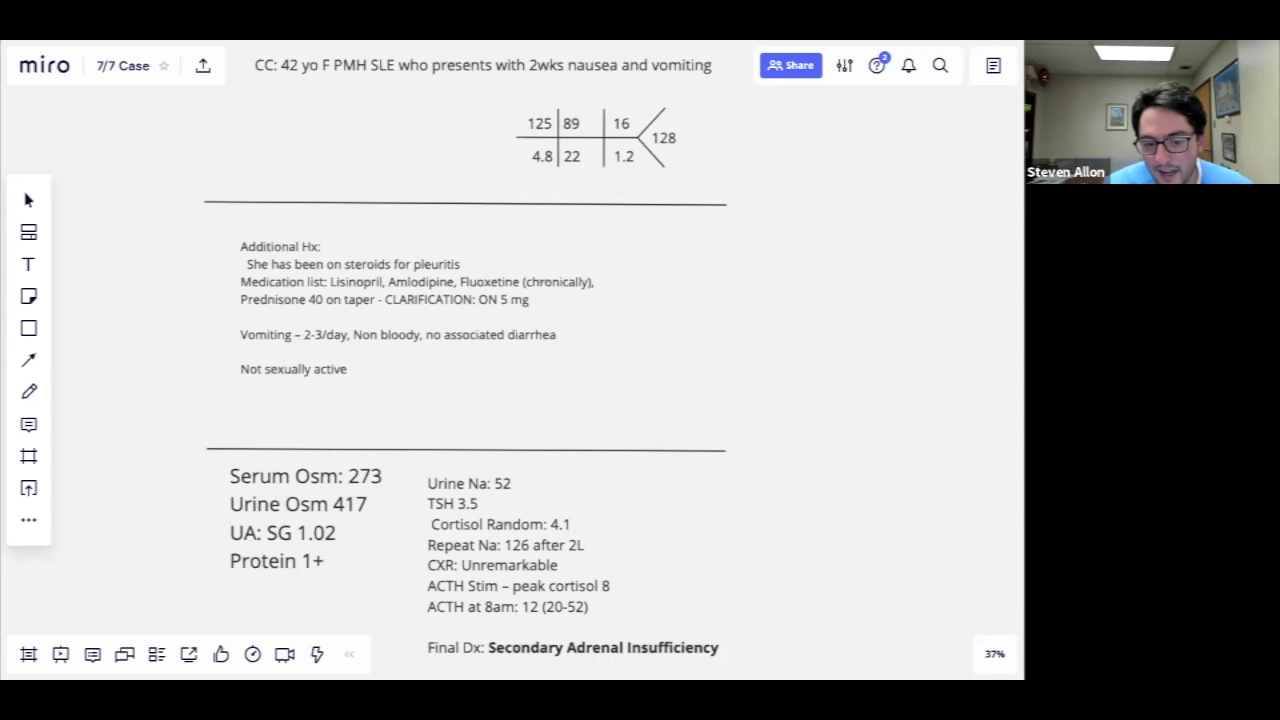 miro
7/7 Case
CC: 42 yo F PMH SLE who presents with 2wks nausea and vomiting
Share
2
125 89 16
128
4.8 22 1.2
Steven Allon
Additional Hx:
She has been on steroids for pleuritis
Medication list: Lisinopril, Amlodipine, Fluoxetine (chronically),
Prednisone 40 on taper - CLARIFICATION: ON 5 mg
Vomiting – 2-3/day, Non bloody, no associated diarrhea
Not sexually active
Serum Osm: 273
Urine Osm 417
UA: SG 1.02
Protein 1+
Urine Na: 52
TSH 3.5
Cortisol Random: 4.1
Repeat Na: 126 after 2L
CXR: Unremarkable
ACTH Stim – peak cortisol 8
ACTH at 8am: 12 (20-52)
Final Dx: Secondary Adrenal Insufficiency
37%